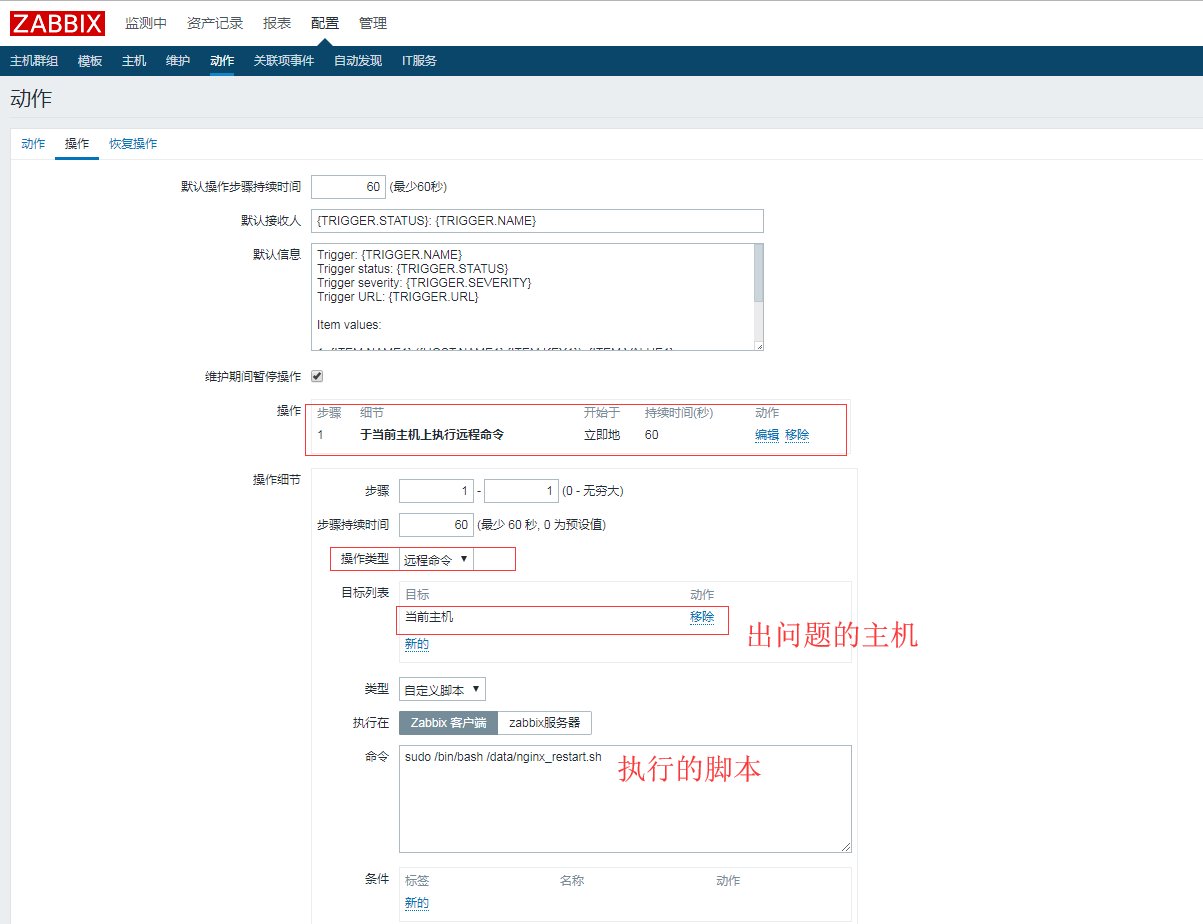 ZABBIX 监测中 资产记录 报表 配置 管理
主机群组 模板 主机 维护 动作 关联项事件 自动发现 IT服务
动作
动作 操作 恢复操作
默认操作步骤持续时间 60 (最少60秒)
默认接收人 {TRIGGER.STATUS}: {TRIGGER.NAME}
默认信息 Trigger: {TRIGGER.NAME}
Trigger status: {TRIGGER.STATUS}
Trigger severity: {TRIGGER.SEVERITY}
Trigger URL: {TRIGGER.URL}
Item values:
维护期间暂停操作
操作 步骤 细节 开始于 持续时间(秒) 动作
1 于当前主机上执行远程命令 立即地 60 编辑 移除
操作细节
步骤 1 - 1 (0 - 无穷大)
步骤持续时间 60 (最少 60 秒, 0 为预设值)
操作类型 远程命令
目标列表 目标 动作
当前主机 移除
出问题的主机
新的
类型 自定义脚本
执行在 Zabbix 客户端 zabbix服务器
命令 sudo /bin/bash /data/nginx_restart.sh
执行的脚本
条件 标签 名称 动作
新的